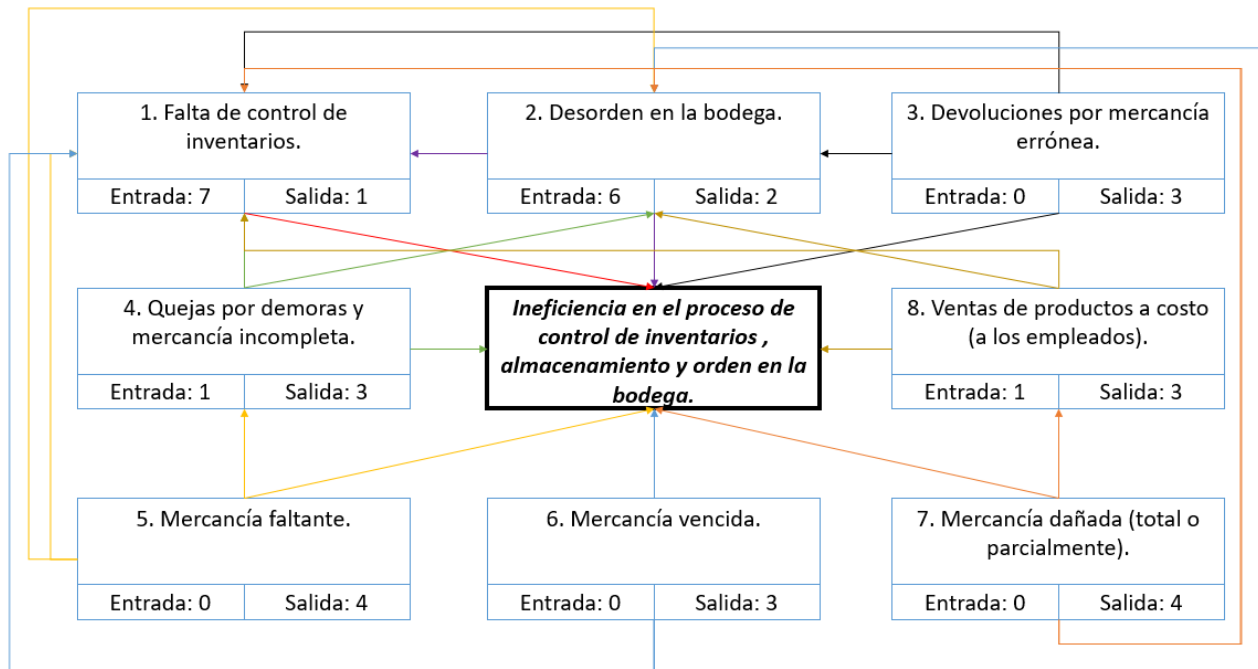 1. Falta de control de
inventarios.
Entrada: 7
Salida: 1
2. Desorden en la bodega.
Entrada: 6
Salida: 2
3. Devoluciones por mercancía
errónea.
Entrada: 0
Salida: 3
4. Quejas por demoras y
mercancía incompleta.
Entrada: 1
Salida: 3
Ineficiencia en el proceso de
control de inventarios ,
almacenamiento y orden en la
bodega.
8. Ventas de productos a costo
(a los empleados).
Entrada: 1
Salida: 3
5. Mercancía faltante.
Entrada: 0
Salida: 4
6. Mercancía vencida.
Entrada: 0
Salida: 3
7. Mercancía dañada (total o
parcialmente).
Entrada: 0
Salida: 4